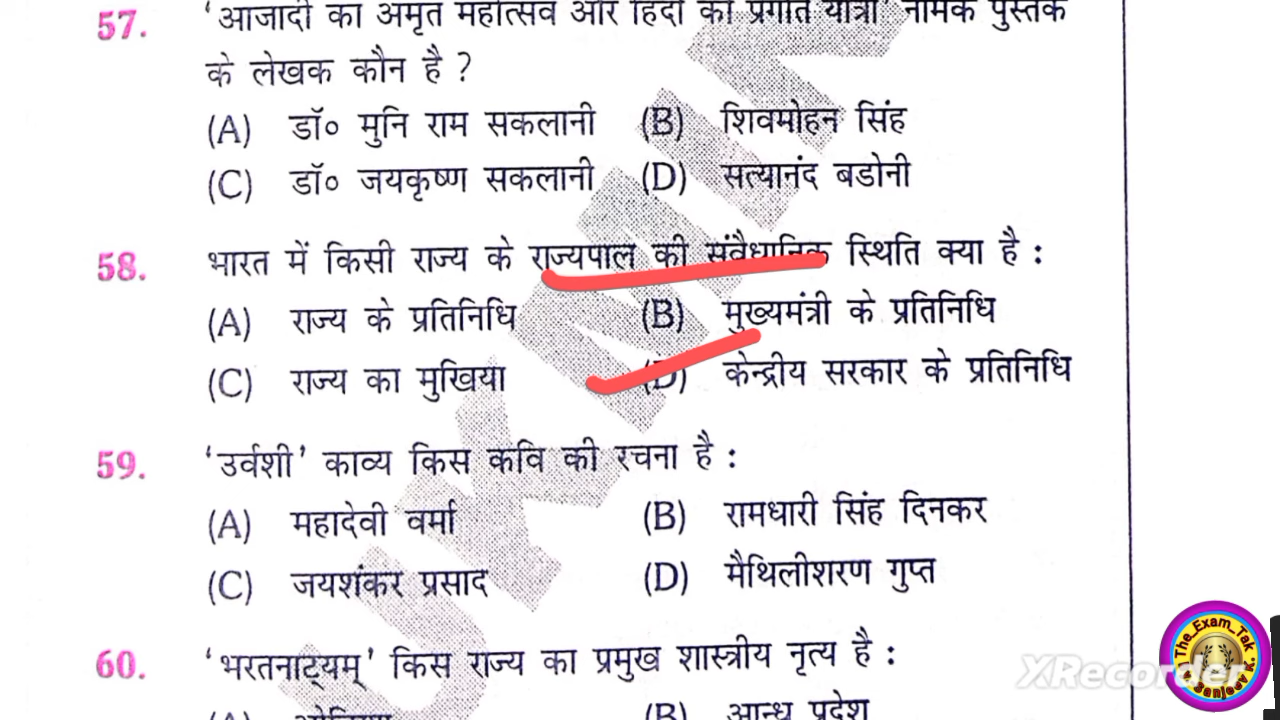 57. 'आजादी का अमृत महोत्सव और हिंदी की प्रगति यात्रा' नामक पुस्तक
के लेखक कौन है ?
(A) डॉ० मुनि राम सकलानी (B) शिवमोहन सिंह
(C) डॉ० जयकृष्ण सकलानी (D) सत्यानंद बडोनी
58. भारत में किसी राज्य के राज्यपाल की संवैधानिक स्थिति क्या है :
(A) राज्य के प्रतिनिधि (B) मुख्यमंत्री के प्रतिनिधि
(C) राज्य का मुखिया (D) केन्द्रीय सरकार के प्रतिनिधि
59. 'उर्वशी' काव्य किस कवि की रचना है :
(A) महादेवी वर्मा (B) रामधारी सिंह दिनकर
(C) जयशंकर प्रसाद (D) मैथिलीशरण गुप्त
60. 'भरतनाट्यम्' किस राज्य का प्रमुख शास्त्रीय नृत्य है :
(A) (B) आन्ध्र प्रदेश
XRecorder
The_Exam_Tak
Sanjeev K.